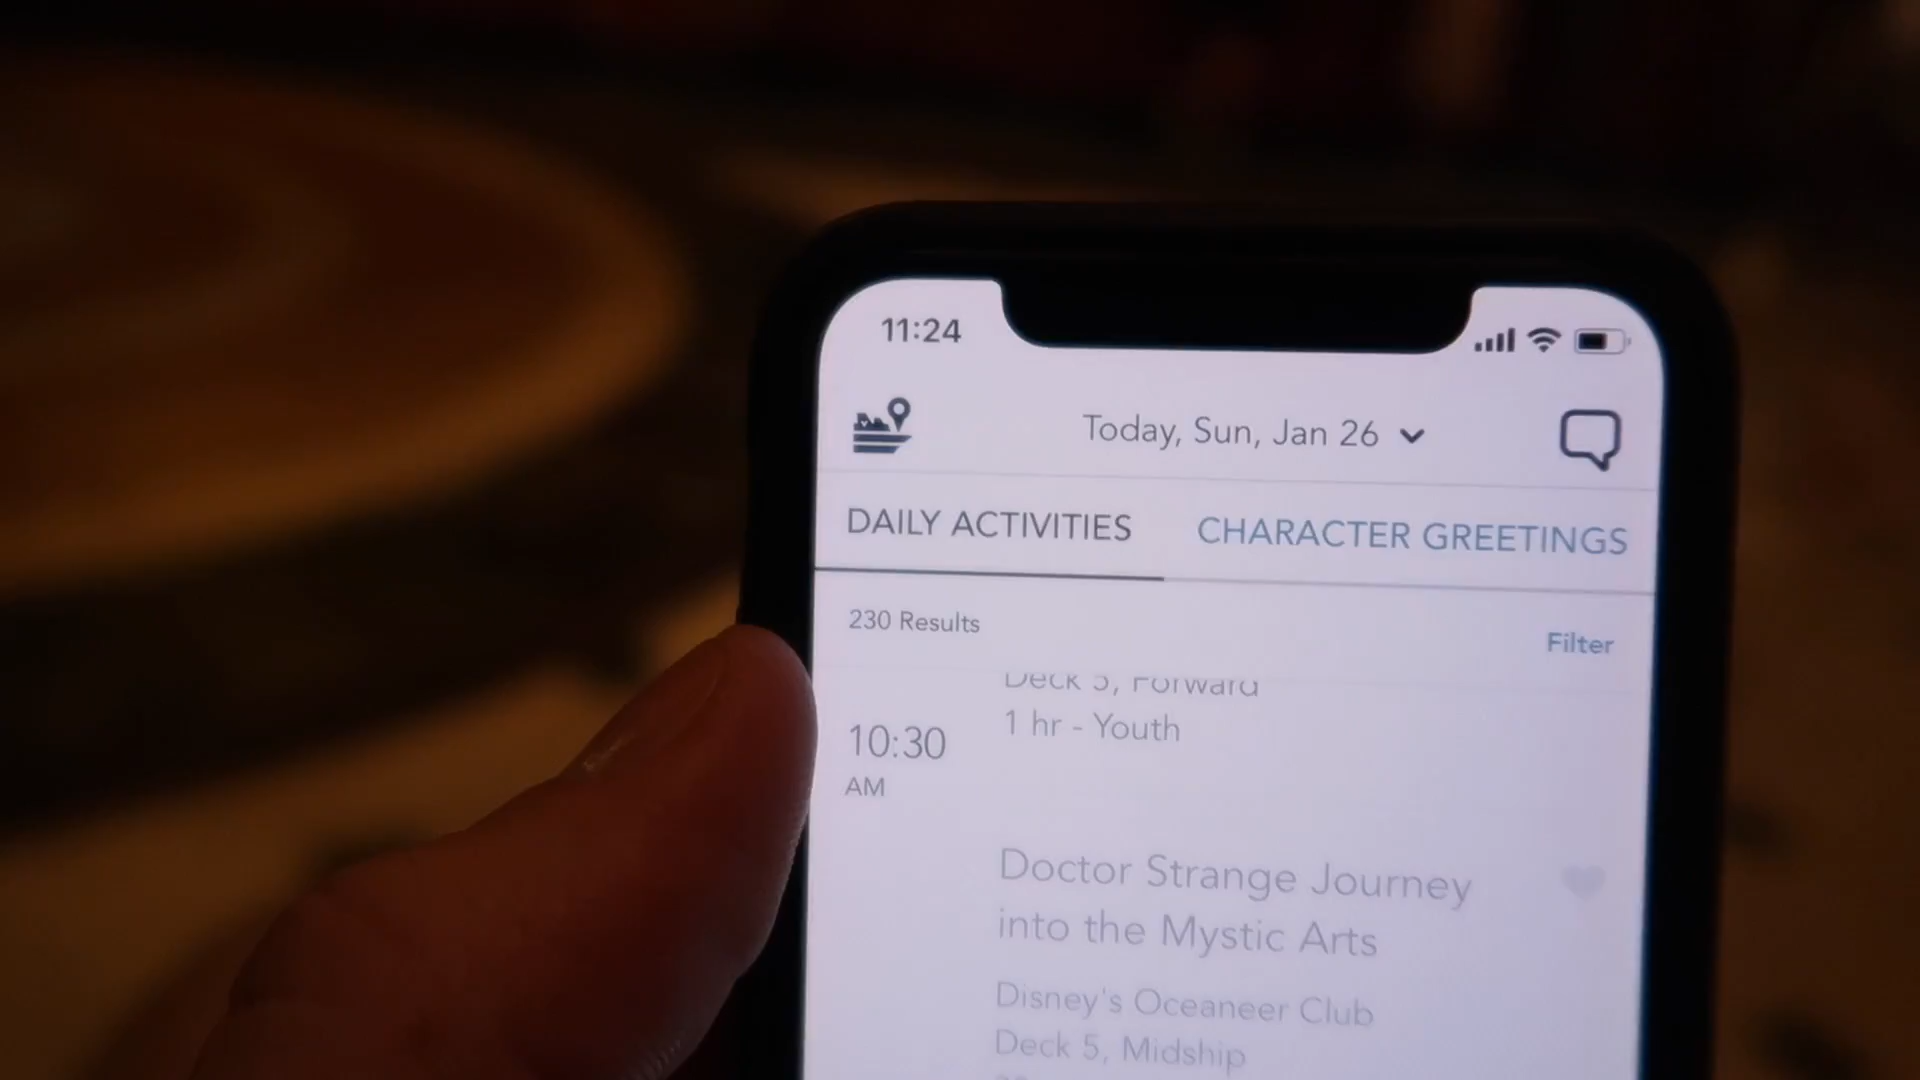 11:24
Today, Sun, Jan 26
DAILY ACTIVITIES
CHARACTER GREETINGS
230 Results
Filter
Deck 5, Forward
1 hr - Youth
10:30
AM
Doctor Strange Journey
into the Mystic Arts
Disney's Oceaneer Club
Deck 5, Midship